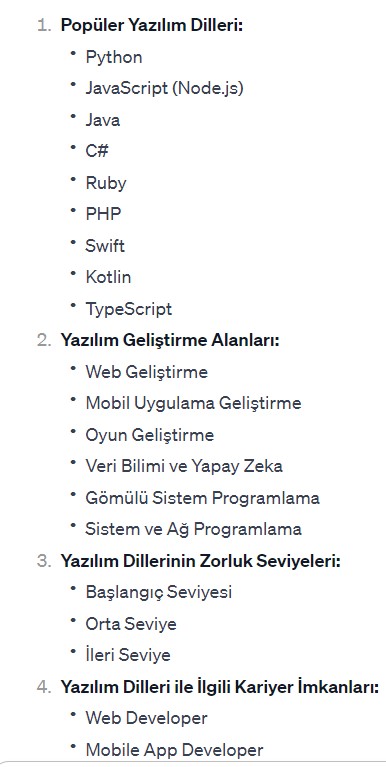 1. Popüler Yazılım Dilleri:
• Python
• JavaScript (Node.js)
• Java
• C#
• Ruby
• PHP
• Swift
• Kotlin
• TypeScript
2. Yazılım Geliştirme Alanları:
• Web Geliştirme
• Mobil Uygulama Geliştirme
• Oyun Geliştirme
• Veri Bilimi ve Yapay Zeka
• Gömülü Sistem Programlama
• Sistem ve Ağ Programlama
3. Yazılım Dillerinin Zorluk Seviyeleri:
• Başlangıç Seviyesi
• Orta Seviye
• İleri Seviye
4. Yazılım Dilleri ile İlgili Kariyer İmkanları:
• Web Developer
• Mobile App Developer